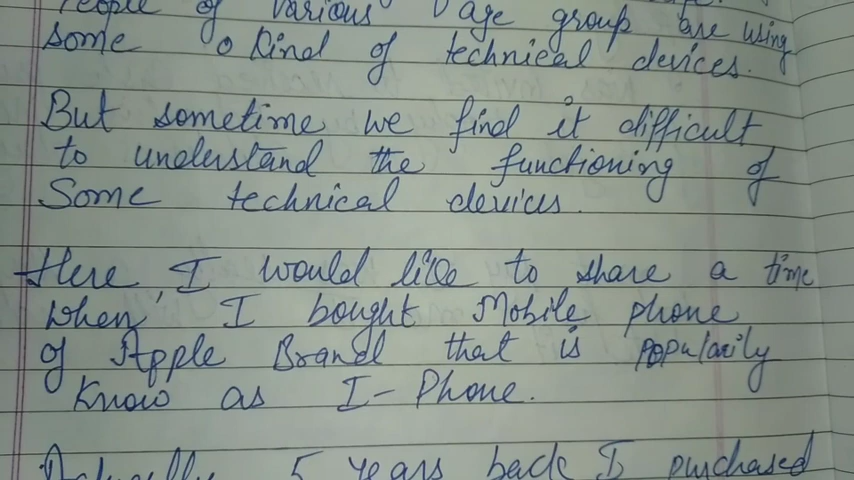 People of various age group are using
some kind of technical devices.
But sometime we find it difficult
to understand the functioning of
Some technical devices.
Here, I would like to share a time
when I bought Mobile phone
of Apple Brand that is popularily
Know as I-Phone.
Actually 5 years back I purchased